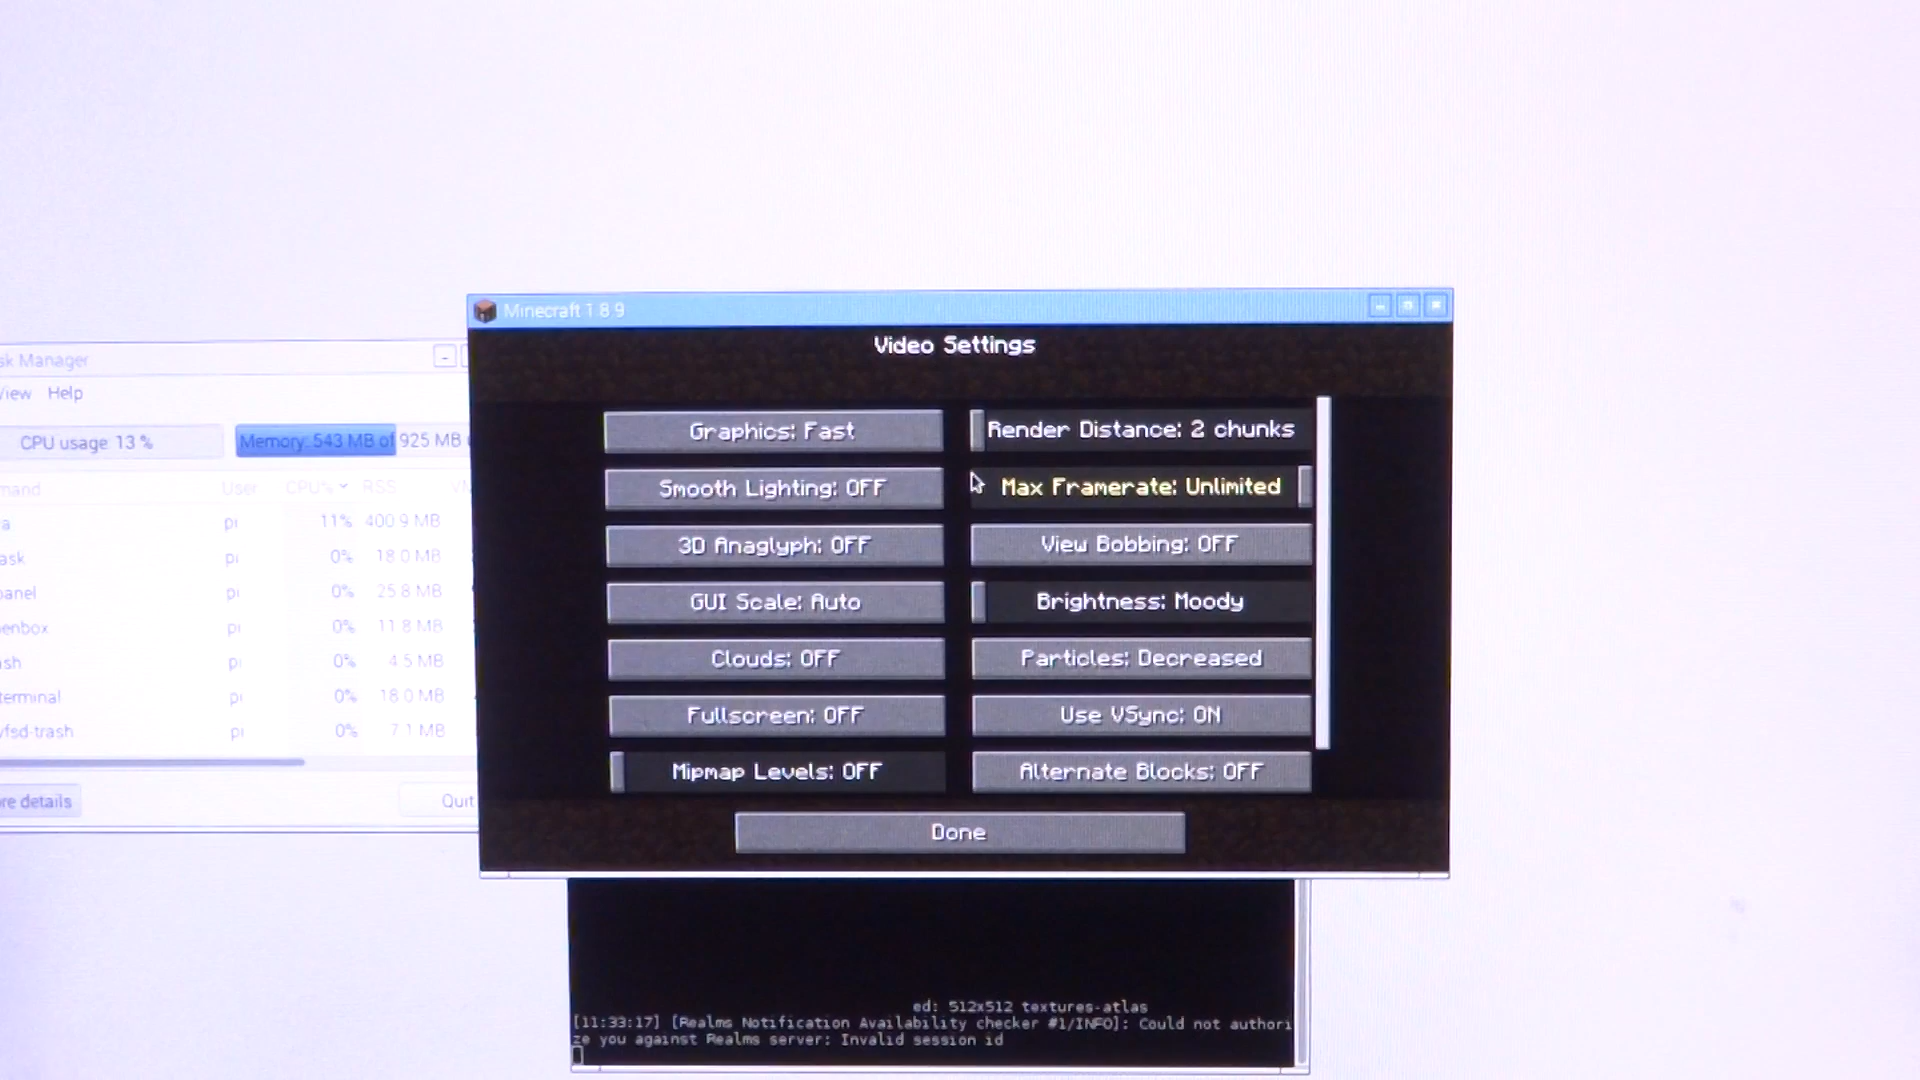 Minecraft 1.8.9
Video Settings
Graphics: Fast
Render Distance: 2 chunks
Smooth Lighting: OFF
Max Framerate: Unlimited
3D Anaglyph: OFF
View Bobbing: OFF
GUI Scale: Auto
Brightness: Moody
Clouds: OFF
Particles: Decreased
Fullscreen: OFF
Use VSync: ON
Mipmap Levels: OFF
Alternate Blocks: OFF
Done
sk Manager
View Help
CPU usage: 13 %
Memory: 543 MB of 925 MB
mand User CPU% RSS VM
a pi 11% 400.9 MB
ask pi 0% 18.0 MB
panel pi 0% 25.8 MB
enbox pi 0% 11.8 MB
sh pi 0% 4.5 MB
terminal pi 0% 18.0 MB
vfsd-trash pi 0% 7.1 MB
re details
Quit
ed: 512x512 textures-atlas
[11:33:17] [Realms Notification Availability checker #1/INFO]: Could not authori
ze you against Realms server: Invalid session id